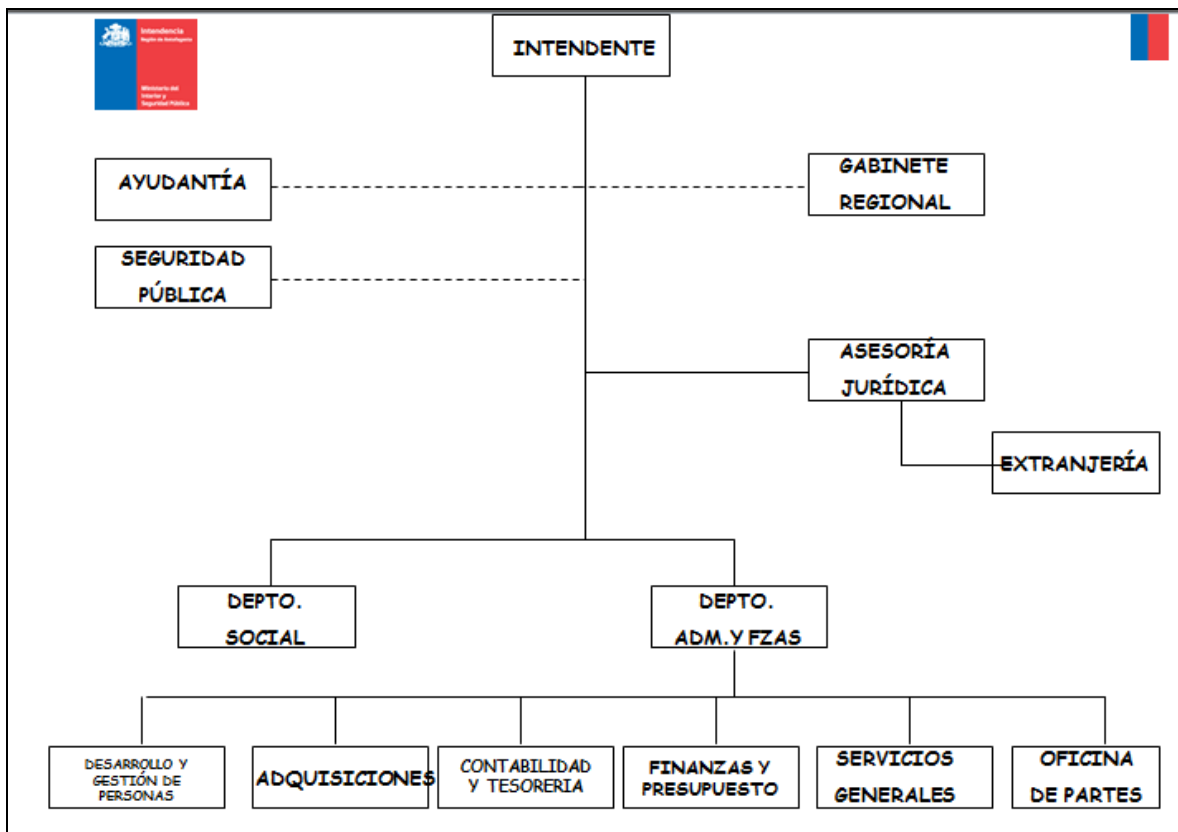 Intendencia
Región de Antofagasta
Ministerio del
Interior y
Seguridad Pública
INTENDENTE
AYUDANTÍA
GABINETE
REGIONAL
SEGURIDAD
PÚBLICA
ASESORÍA
JURÍDICA
EXTRANJERÍA
DEPTO.
SOCIAL
DEPTO.
ADM.Y FZAS
DESARROLLO Y
GESTIÓN DE
PERSONAS
ADQUISICIONES
CONTABILIDAD
Y TESORERIA
FINANZAS Y
PRESUPUESTO
SERVICIOS
GENERALES
OFICINA
DE PARTES